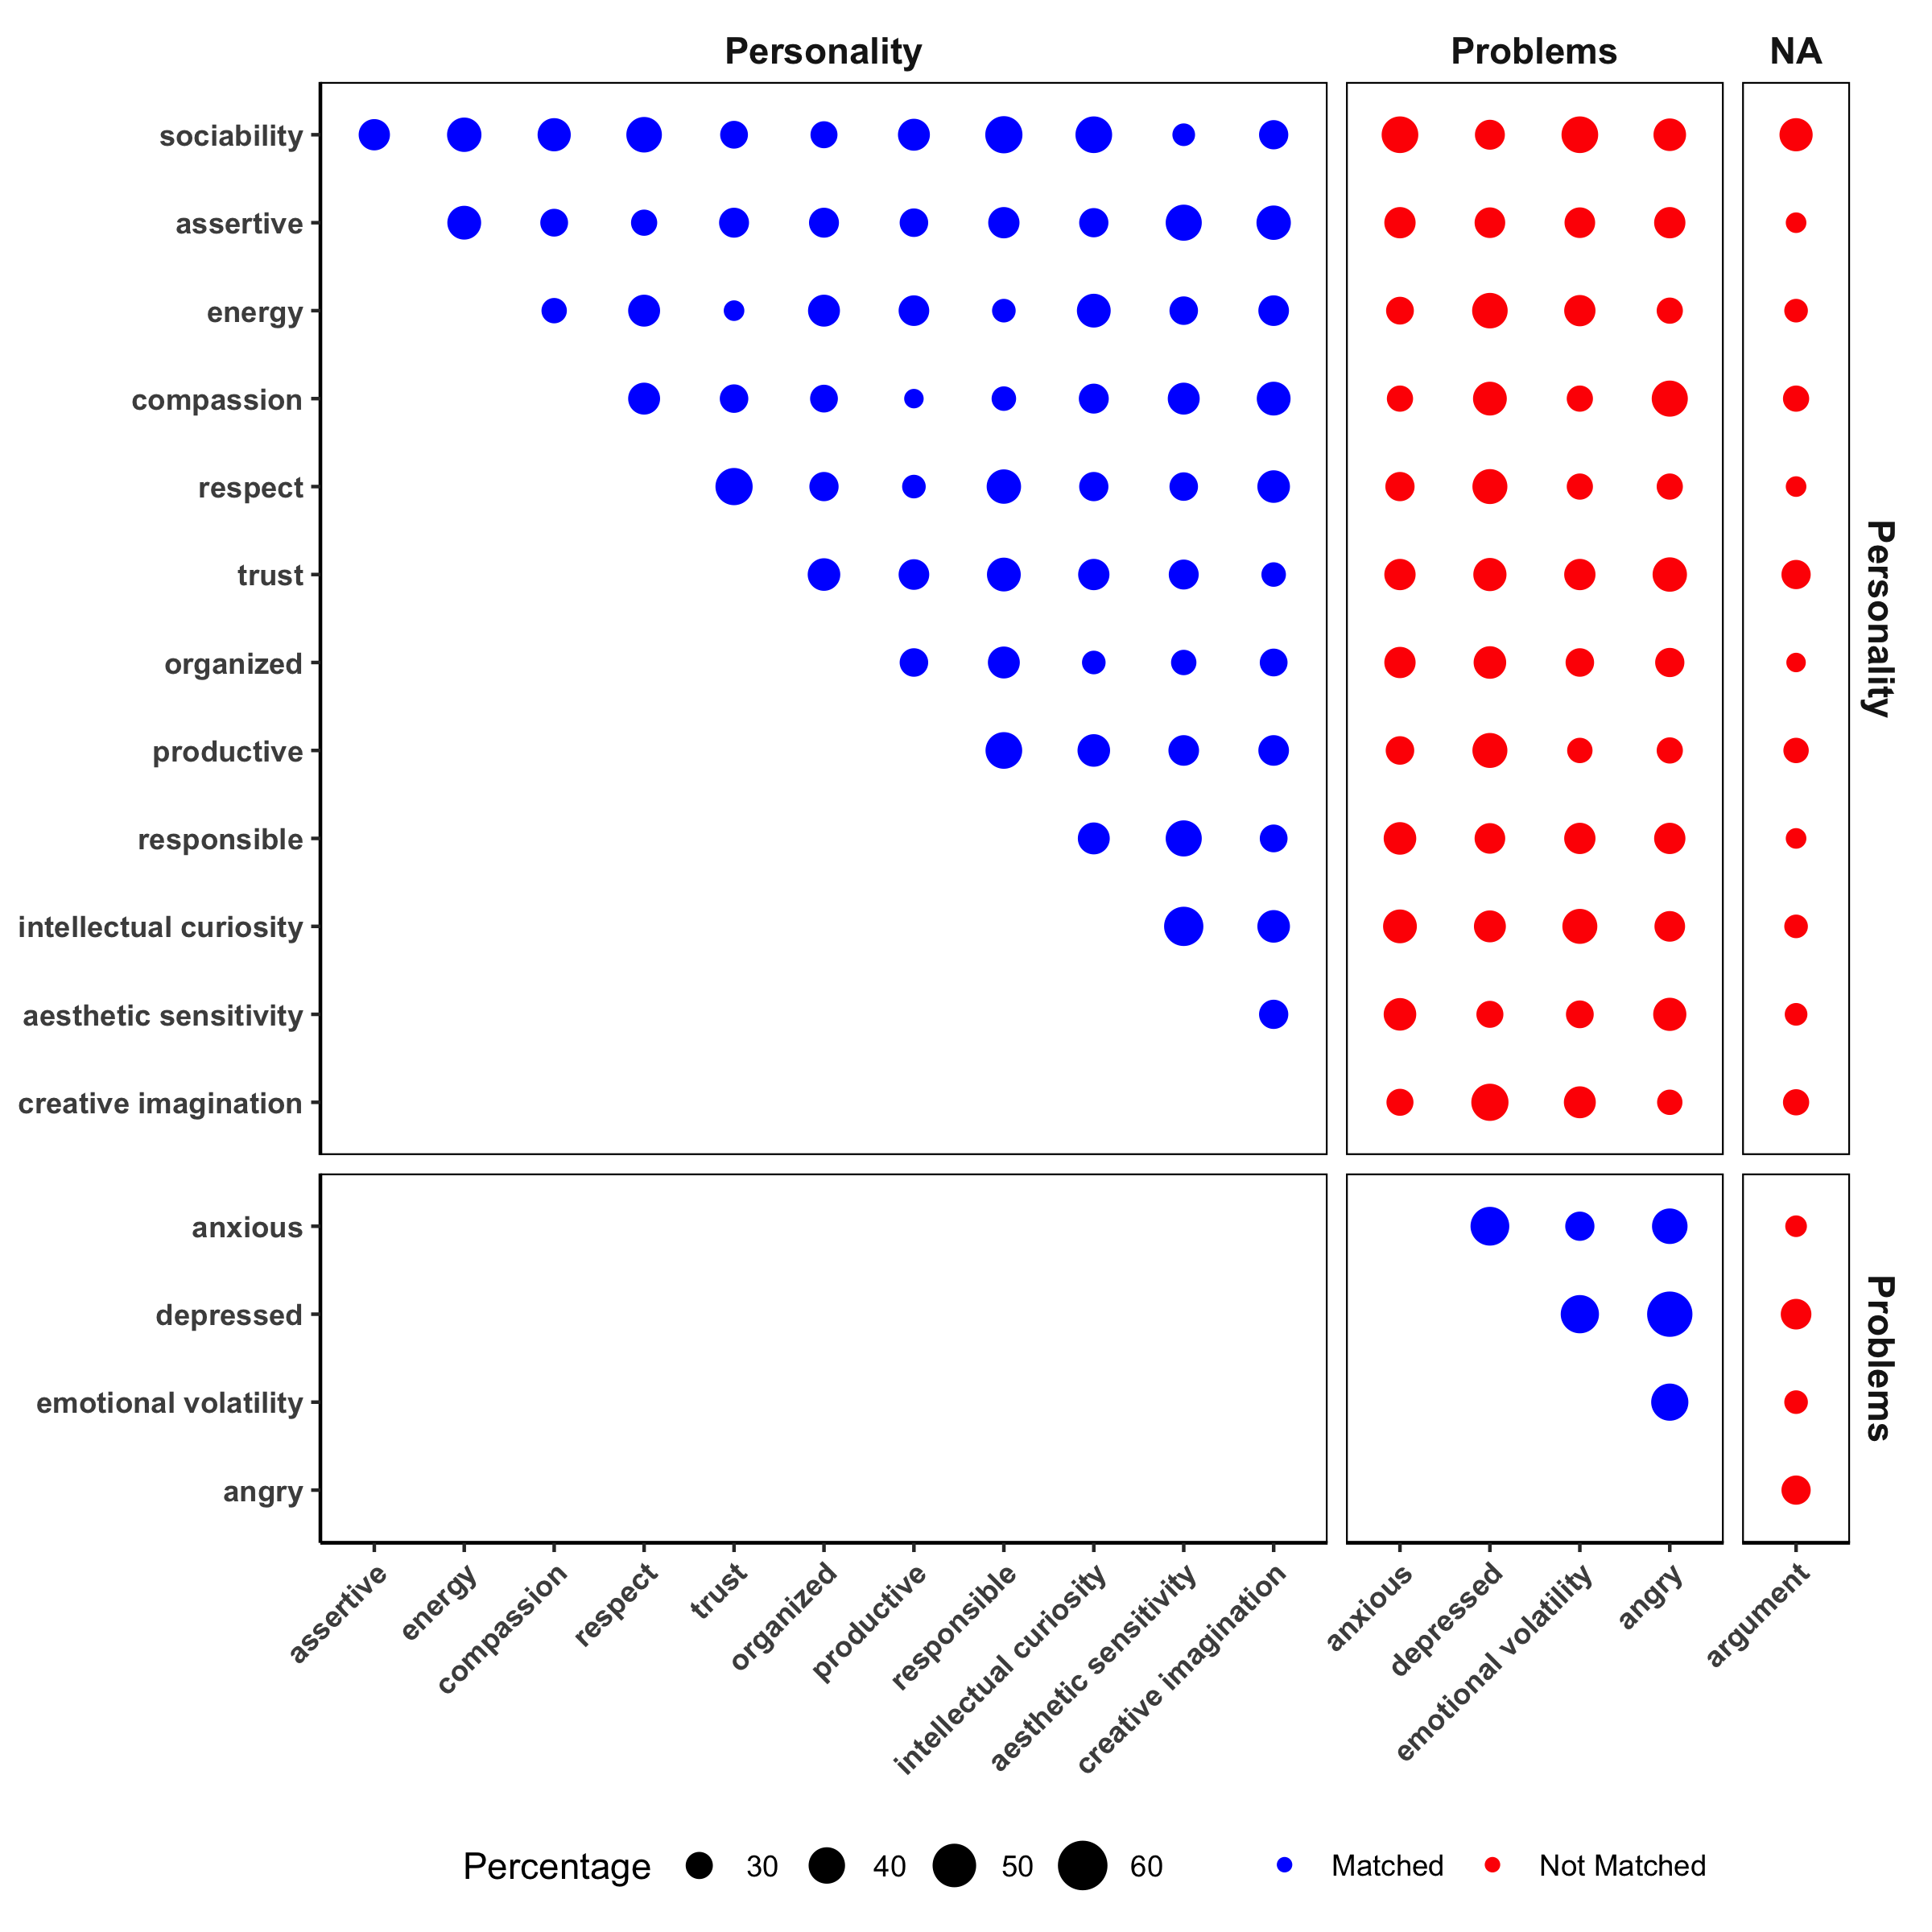 Personality Problems NA
sociability
assertive
energy
compassion
respect
trust
organized
productive
responsible
intellectual curiosity
aesthetic sensitivity
creative imagination
Personality
anxious
depressed
emotional volatility
angry
Problems
assertive
energy
compassion
respect
trust
organized
productive
responsible
intellectual curiosity
aesthetic sensitivity
creative imagination
anxious
depressed
emotional volatility
angry
argument
Percentage 30 40 50 60 Matched Not Matched